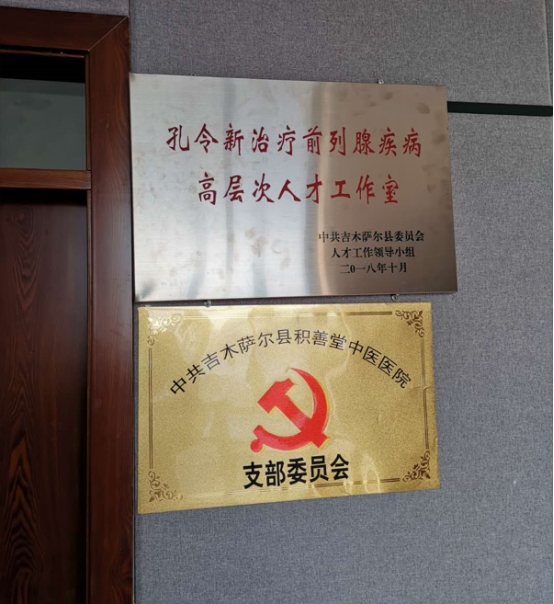 孔令新治疗前列腺疾病
高层次人才工作室
中共吉木萨尔县委员会
人才工作领导小组
二0一八年十月
中共吉木萨尔县积善堂中医医院
支部委员会